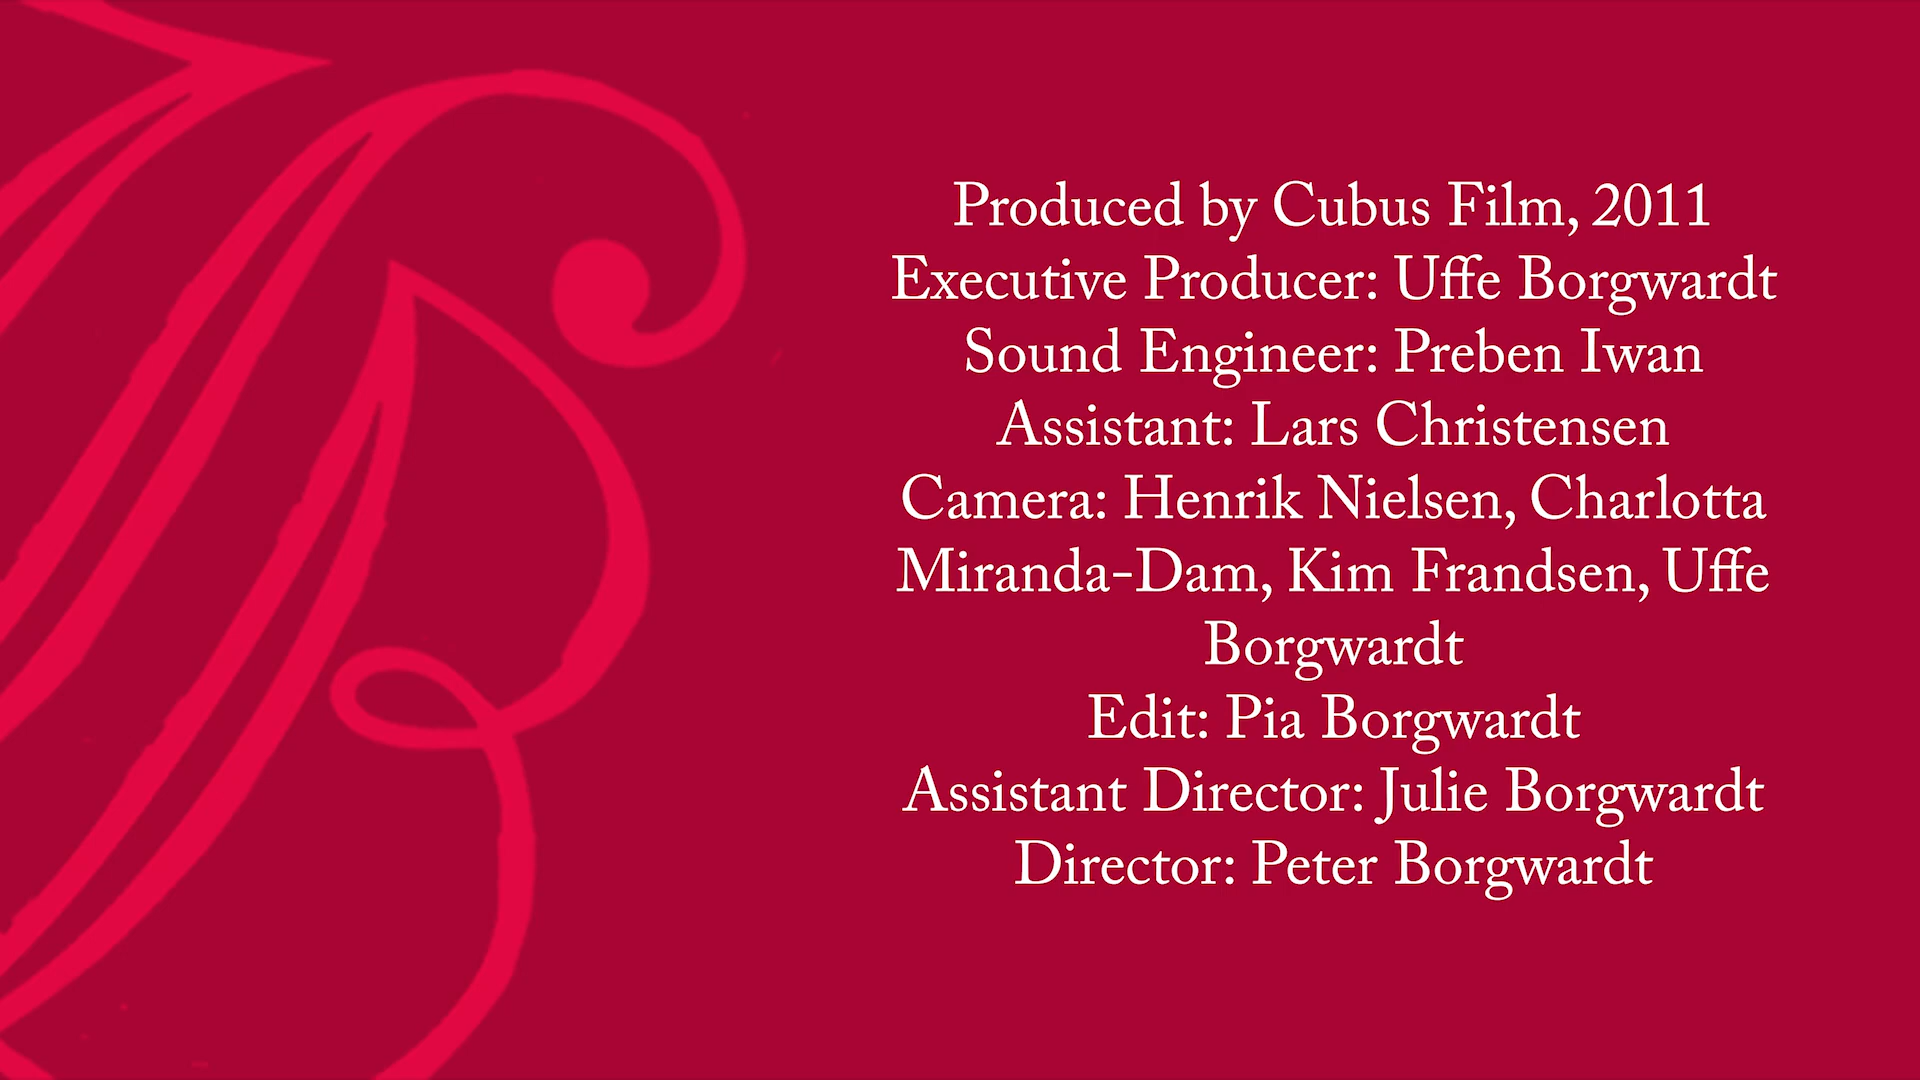 Produced by Cubus Film, 2011
Executive Producer: Uffe Borgwardt
Sound Engineer: Preben Iwan
Assistant: Lars Christensen
Camera: Henrik Nielsen, Charlotta
Miranda-Dam, Kim Frandsen, Uffe
Borgwardt
Edit: Pia Borgwardt
Assistant Director: Julie Borgwardt
Director: Peter Borgwardt